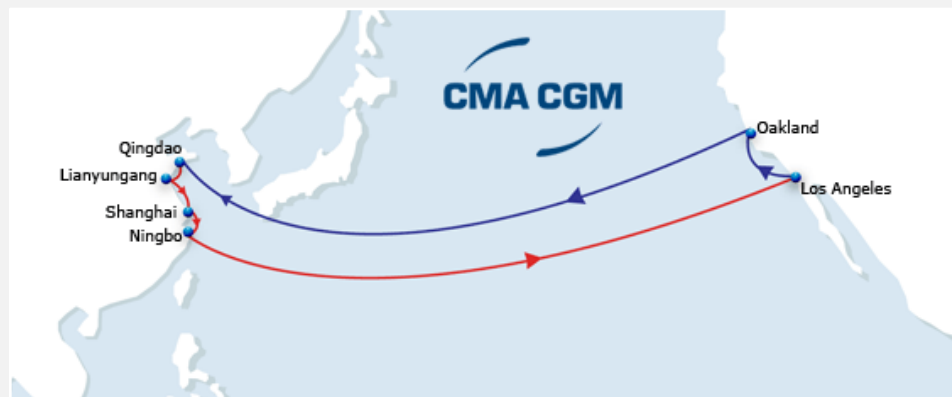 CMA CGM
Oakland
Qingdao
Lianyungang
Los Angeles
Shanghai
Ningbo